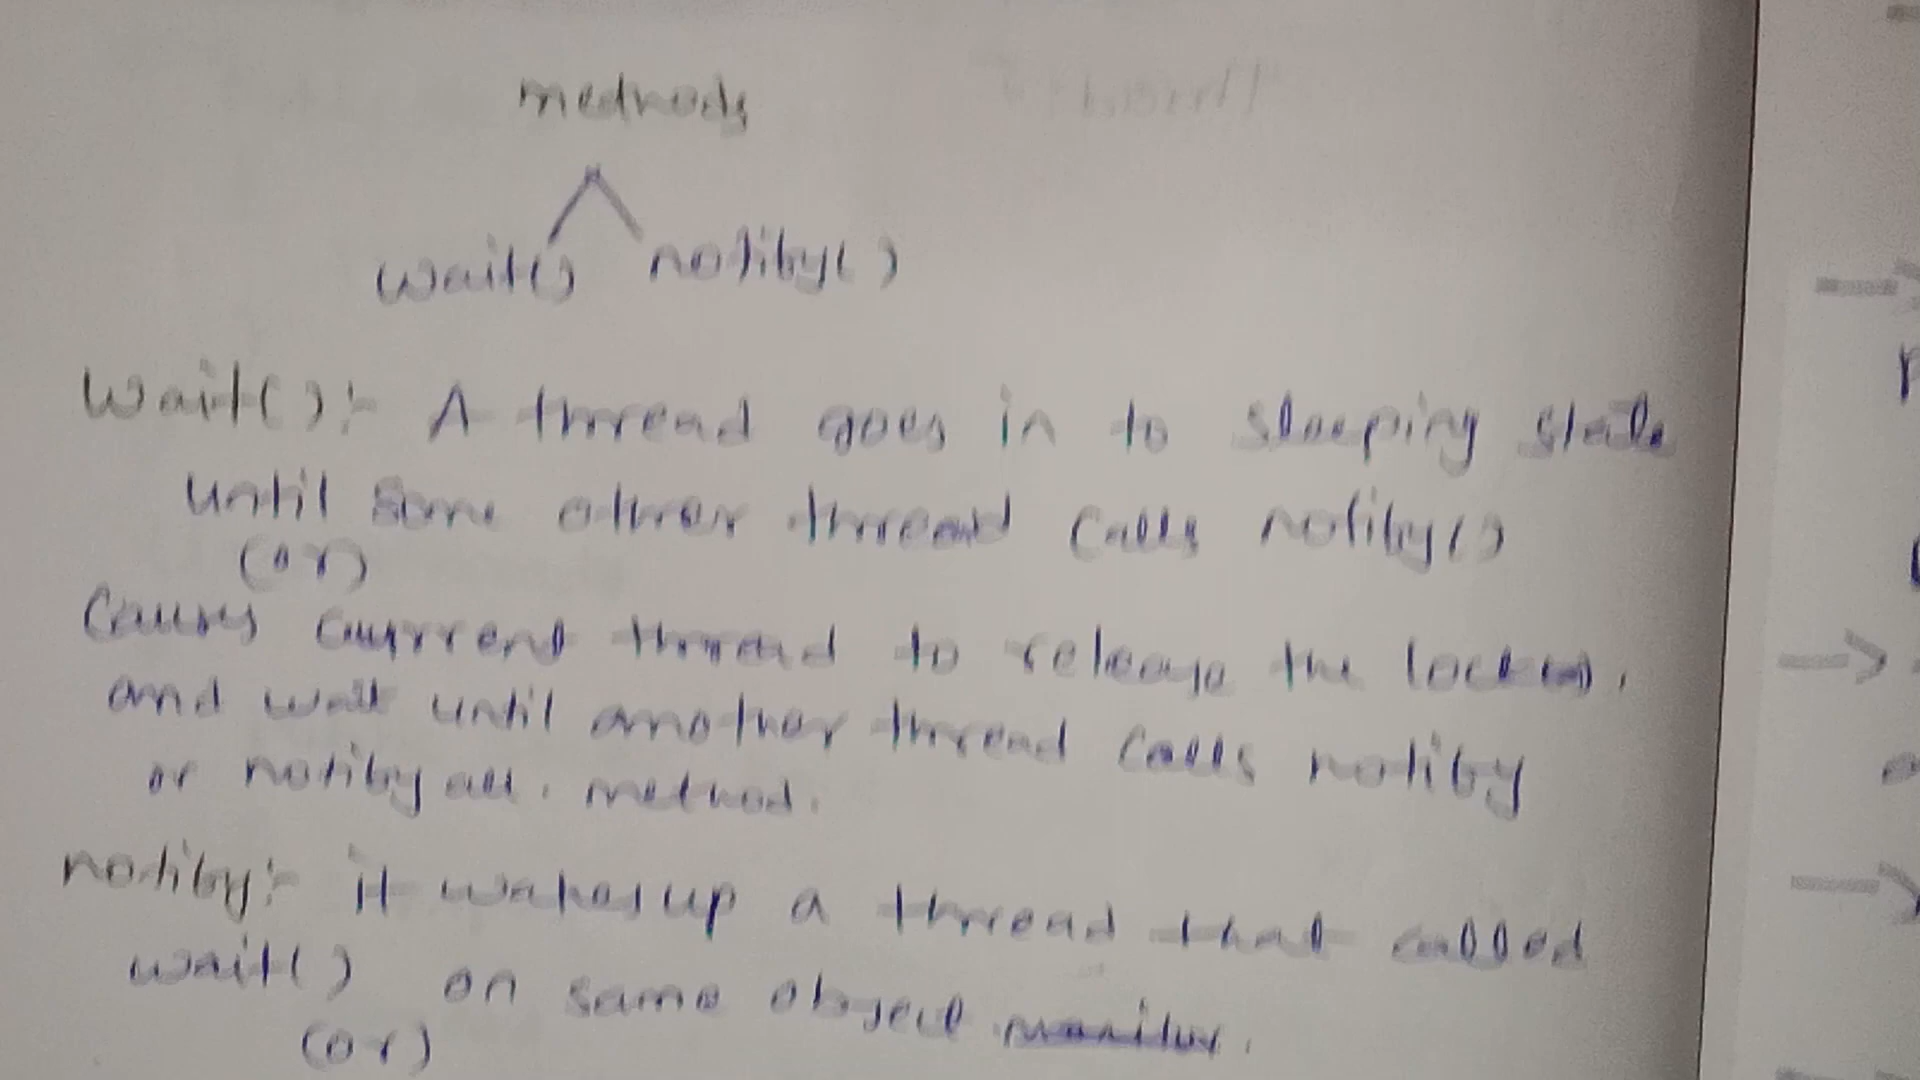 methods
wait() notify()
wait():- A thread goes in to sleeping state
until some other thread calls notify()
(or)
Causes current thread to release the lock(s).
and wait until another thread calls notify
or notify all. method.
notify:- it wakes up a thread that called
wait() on same object monitor.
(or)